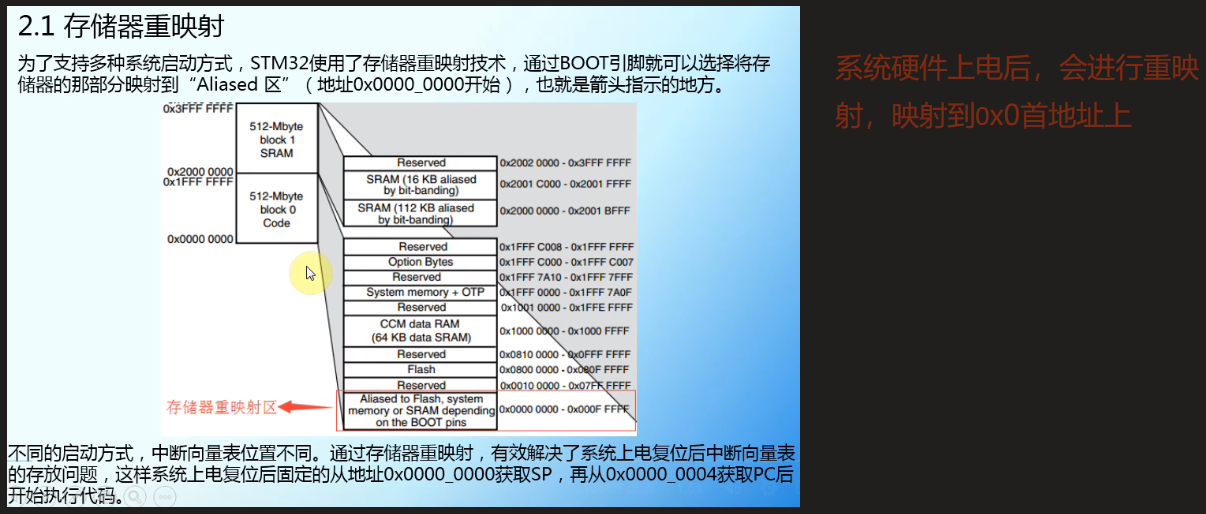 2.1 存储器重映射
为了支持多种系统启动方式，STM32使用了存储器重映射技术，通过BOOT引脚就可以选择将存
储器的那部分映射到“Aliased 区”（地址0x0000_0000开始），也就是箭头指示的地方。
0x3FFF FFFF
512-Mbyte
block 1
SRAM
0x2000 0000
0x1FFF FFFF
512-Mbyte
block 0
Code
0x0000 0000
Reserved 0x2002 0000 - 0x3FFF FFFF
SRAM (16 KB aliased
by bit-banding) 0x2001 C000 - 0x2001 FFFF
SRAM (112 KB aliased
by bit-banding) 0x2000 0000 - 0x2001 BFFF
Reserved 0x1FFF C008 - 0x1FFF FFFF
Option Bytes 0x1FFF C000 - 0x1FFF C007
Reserved 0x1FFF 7A10 - 0x1FFF 7FFF
System memory + OTP 0x1FFF 0000 - 0x1FFF 7A0F
Reserved 0x1001 0000 - 0x1FFE FFFF
CCM data RAM
(64 KB data SRAM) 0x1000 0000 - 0x1000 FFFF
Reserved 0x0810 0000 - 0x0FFF FFFF
Flash 0x0800 0000 - 0x080F FFFF
Reserved 0x0010 0000 - 0x07FF FFFF
Aliased to Flash, system
memory or SRAM depending
on the BOOT pins 0x0000 0000 - 0x000F FFFF
存储器重映射区
不同的启动方式，中断向量表位置不同。通过存储器重映射，有效解决了系统上电复位后中断向量表
的存放问题，这样系统上电复位后固定的从地址0x0000_0000获取SP，再从0x0000_0004获取PC后
开始执行代码。
系统硬件上电后，会进行重映
射，映射到0x0首地址上